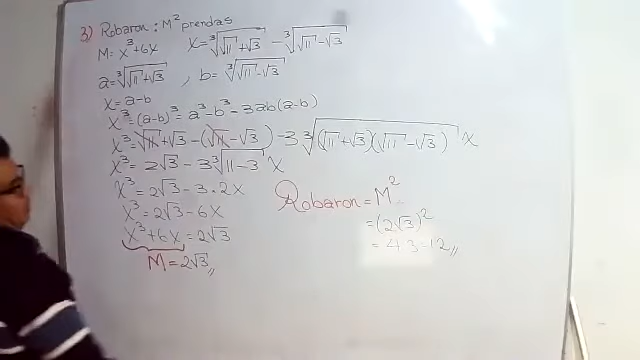 3) Robaron: M² prendas
M = x³+6x   x = ∛(√11+√3) − ∛(√11−√3)
a = ∛(√11+√3) , b = ∛(√11−√3)
x = a-b
x³ = (a-b)³ = a³-b³-3ab(a-b)
x³ = √11+√3 − (√11−√3) − 3∛((√11+√3)(√11−√3)) x
x³ = 2√3 − 3∛(11−3) x
x³ = 2√3 − 3·2x
x³ = 2√3 − 6x
x³+6x = 2√3
M = 2√3,,
Robaron = M²
= (2√3)²
= 4·3=12,,